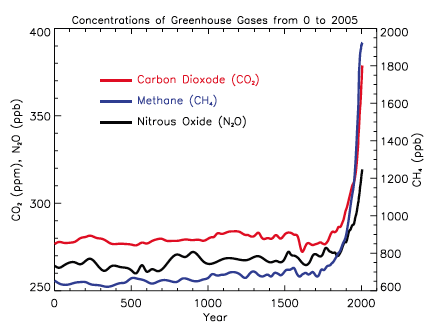 Concentrations of Greenhouse Gases from 0 to 2005
400
350
300
250
CO₂ (ppm), N₂O (ppb)
Carbon Dioxode (CO₂)
Methane (CH₄)
Nitrous Oxide (N₂O)
2000
1800
1600
1400
1200
1000
800
600
CH₄ (ppb)
0
500
1000
1500
2000
Year